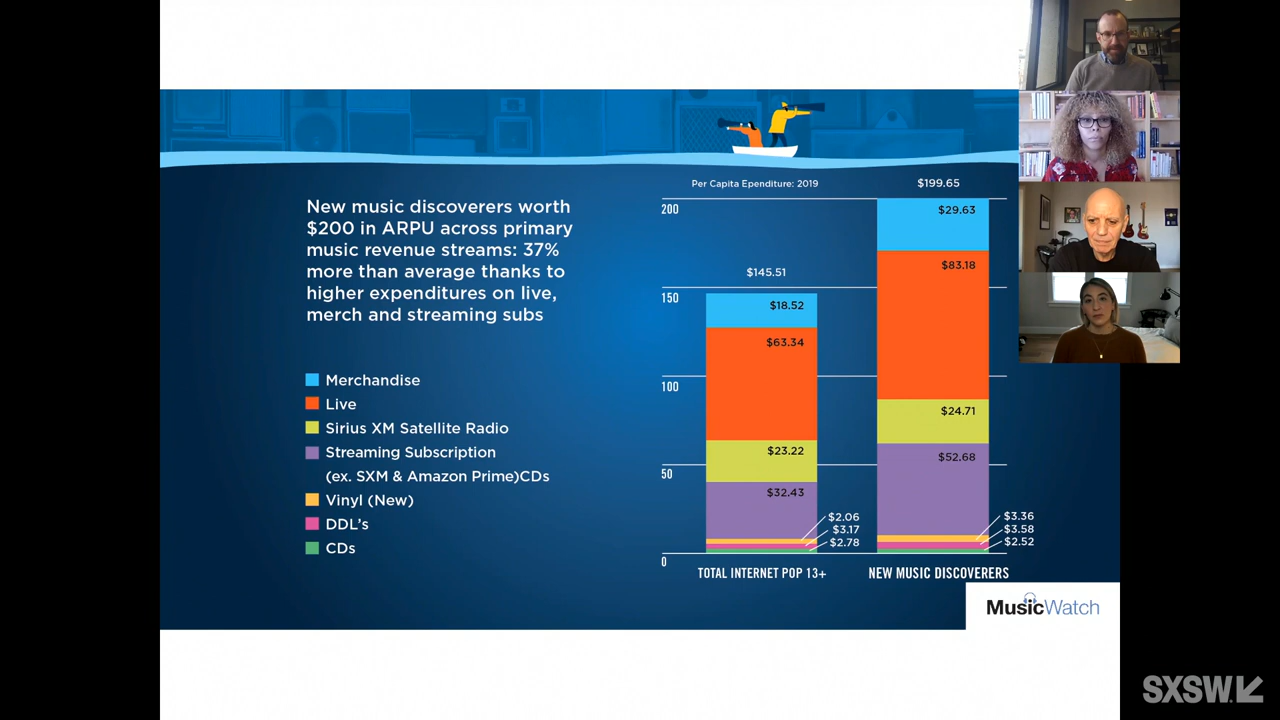 Per Capita Ependiture: 2019
$199.65
New music discoverers worth
$200 in ARPU across primary
music revenue streams: 37%
more than average thanks to
higher expenditures on live,
merch and streaming subs
Merchandise
Live
Sirius XM Satellite Radio
Streaming Subscription
(ex. SXM & Amazon Prime)CDs
Vinyl (New)
DDL's
CDs
200
150
100
50
0
$145.51
$18.52
$63.34
$23.22
$32.43
$2.06
$3.17
$2.78
$29.63
$83.18
$24.71
$52.68
$3.36
$3.58
$2.52
TOTAL INTERNET POP 13+
NEW MUSIC DISCOVERERS
MusicWatch
SXSW